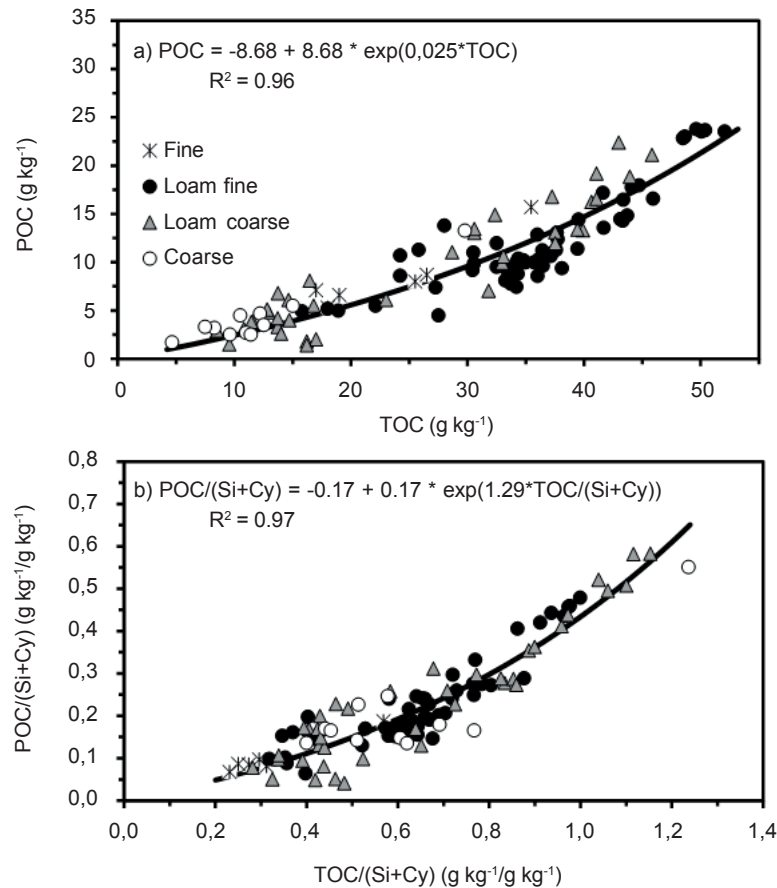 35
30
25
20
15
10
5
0
POC (g kg⁻¹)
a) POC = -8.68 + 8.68 * exp(0,025*TOC)
R² = 0.96
Fine
Loam fine
Loam coarse
Coarse
0 10 20 30 40 50
TOC (g kg⁻¹)
0,8
0,7
0,6
0,5
0,4
0,3
0,2
0,1
0,0
POC/(Si+Cy) (g kg⁻¹/g kg⁻¹)
b) POC/(Si+Cy) = -0.17 + 0.17 * exp(1.29*TOC/(Si+Cy))
R² = 0.97
0,0 0,2 0,4 0,6 0,8 1,0 1,2 1,4
TOC/(Si+Cy) (g kg⁻¹/g kg⁻¹)